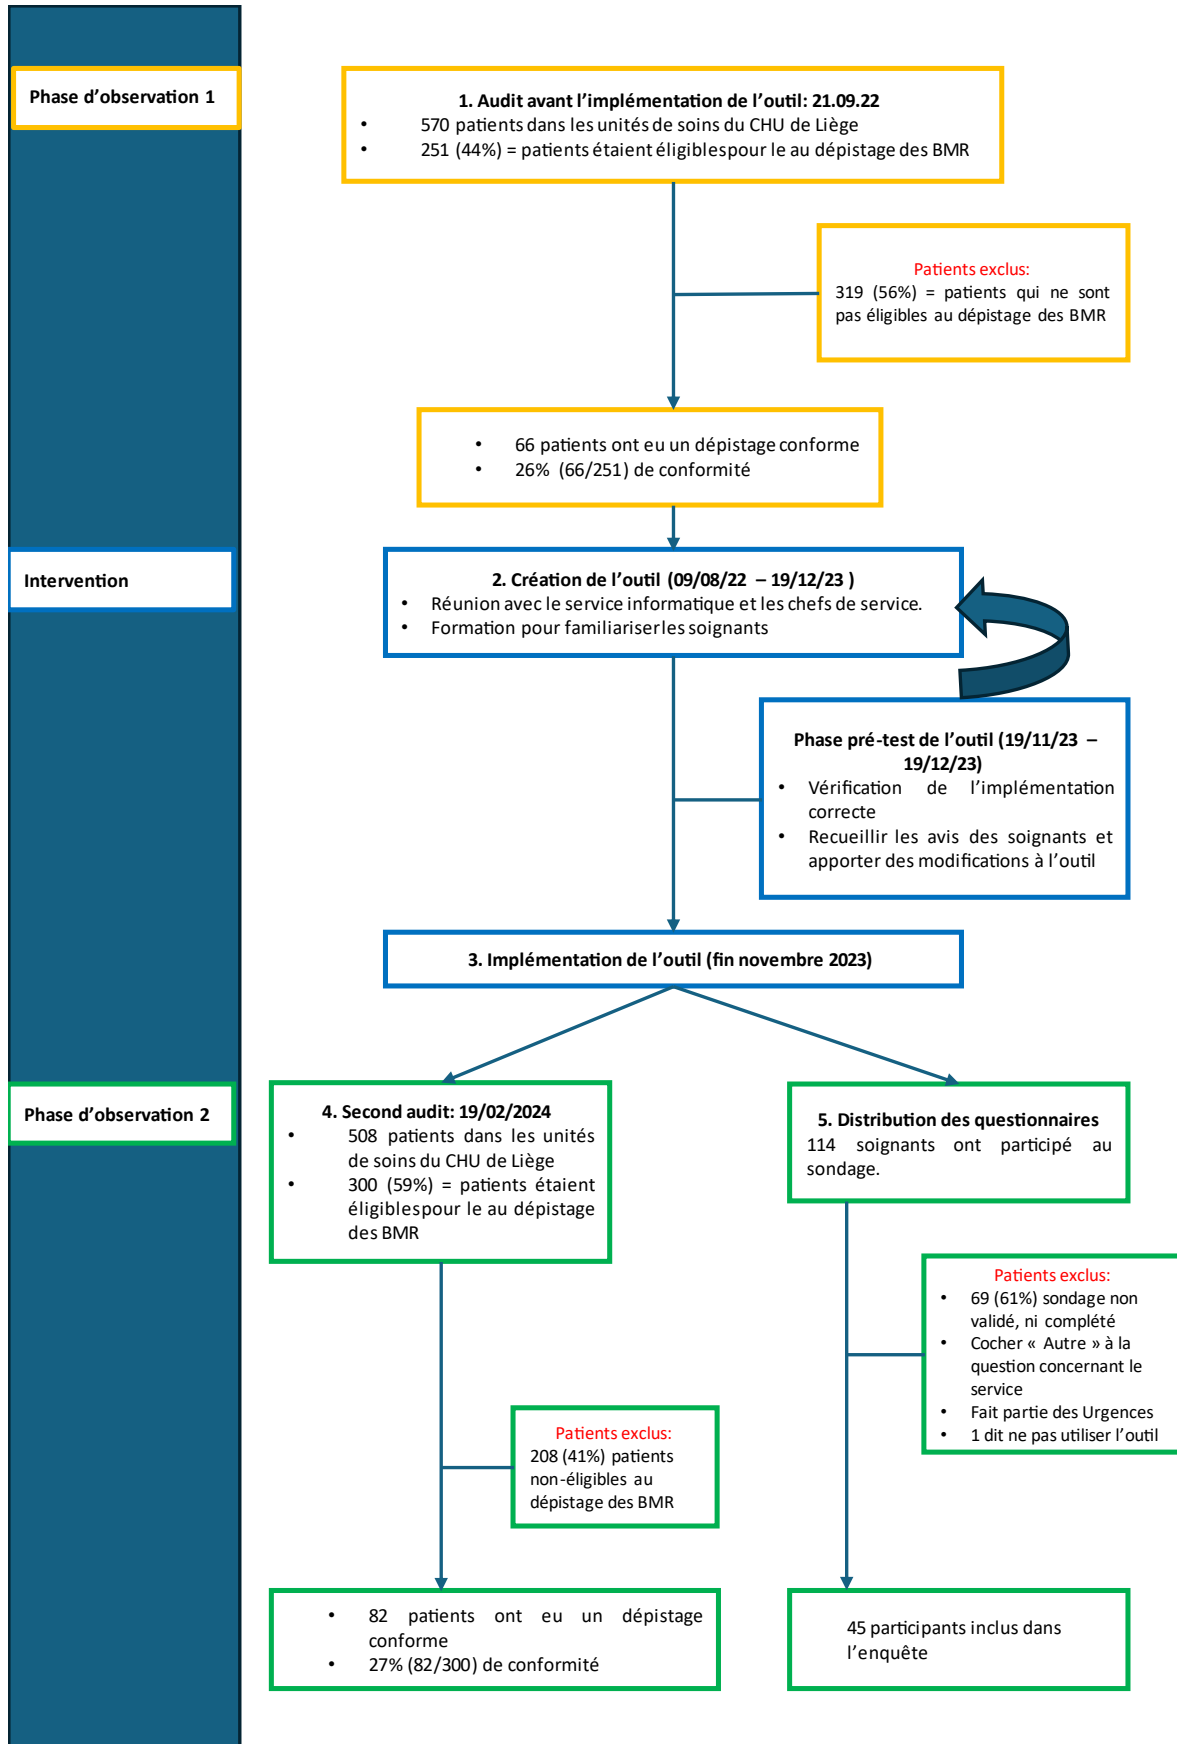 Phase d'observation 1
1. Audit avant l'implémentation de l'outil: 21.09.22
• 570 patients dans les unités de soins du CHU de Liège
• 251 (44%) = patients étaient éligibles pour le au dépistage des BMR
Patients exclus:
319 (56%) = patients qui ne sont
pas éligibles au dépistage des BMR
• 66 patients ont eu un dépistage conforme
• 26% (66/251) de conformité
Intervention
2. Création de l'outil (09/08/22 – 19/12/23 )
• Réunion avec le service informatique et les chefs de service.
• Formation pour familiariser les soignants
Phase pré-test de l'outil (19/11/23 –
19/12/23)
• Vérification de l'implémentation
correcte
• Recueillir les avis des soignants et
apporter des modifications à l'outil
3. Implémentation de l'outil (fin novembre 2023)
Phase d'observation 2
4. Second audit: 19/02/2024
• 508 patients dans les unités
de soins du CHU de Liège
• 300 (59%) = patients étaient
éligibles pour le au dépistage
des BMR
5. Distribution des questionnaires
114 soignants ont participé au
sondage.
Patients exclus:
• 69 (61%) sondage non
validé, ni complété
• Cocher « Autre » à la
question concernant le
service
• Fait partie des Urgences
• 1 dit ne pas utiliser l'outil
Patients exclus:
208 (41%) patients
non-éligibles au
dépistage des BMR
• 82 patients ont eu un dépistage
conforme
• 27% (82/300) de conformité
45 participants inclus dans
l'enquête